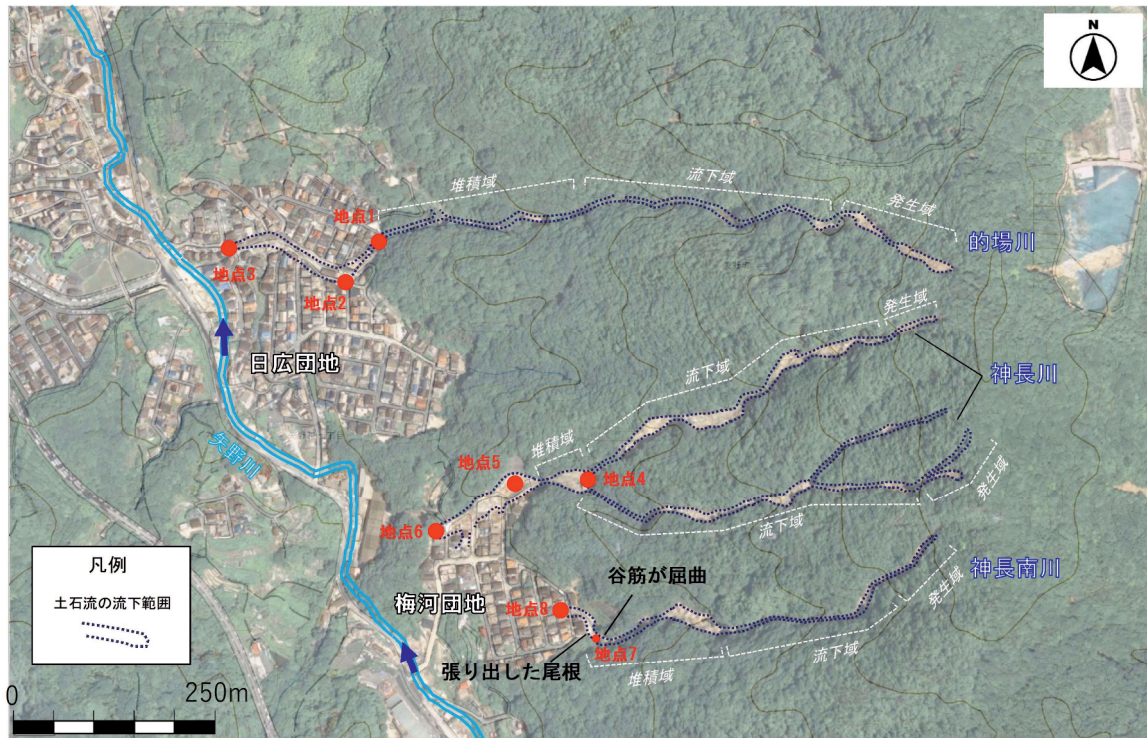 N
堆積域
流下域
発生域
的場川
地点1
地点3
地点2
発生域
流下域
神長川
日広団地
矢野川
堆積域
地点5
地点4
発生域
地点6
流下域
凡例
土石流の流下範囲
谷筋が屈曲
神長南川
発生域
梅河団地
地点8
地点7
張り出した尾根
流下域
堆積域
0
250m